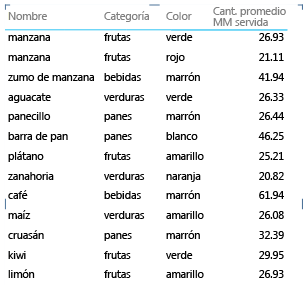 Nombre Categoría Color Cant. promedio MM servida
manzana frutas verde 26.93
manzana frutas rojo 21.11
zumo de manzana bebidas marrón 41.94
aguacate verduras verde 26.33
panecillo panes marrón 26.44
barra de pan panes blanco 46.25
plátano frutas amarillo 25.21
zanahoria verduras naranja 20.82
café bebidas marrón 61.94
maíz verduras amarillo 26.08
cruasán panes marrón 32.39
kiwi frutas verde 29.95
limón frutas amarillo 26.93